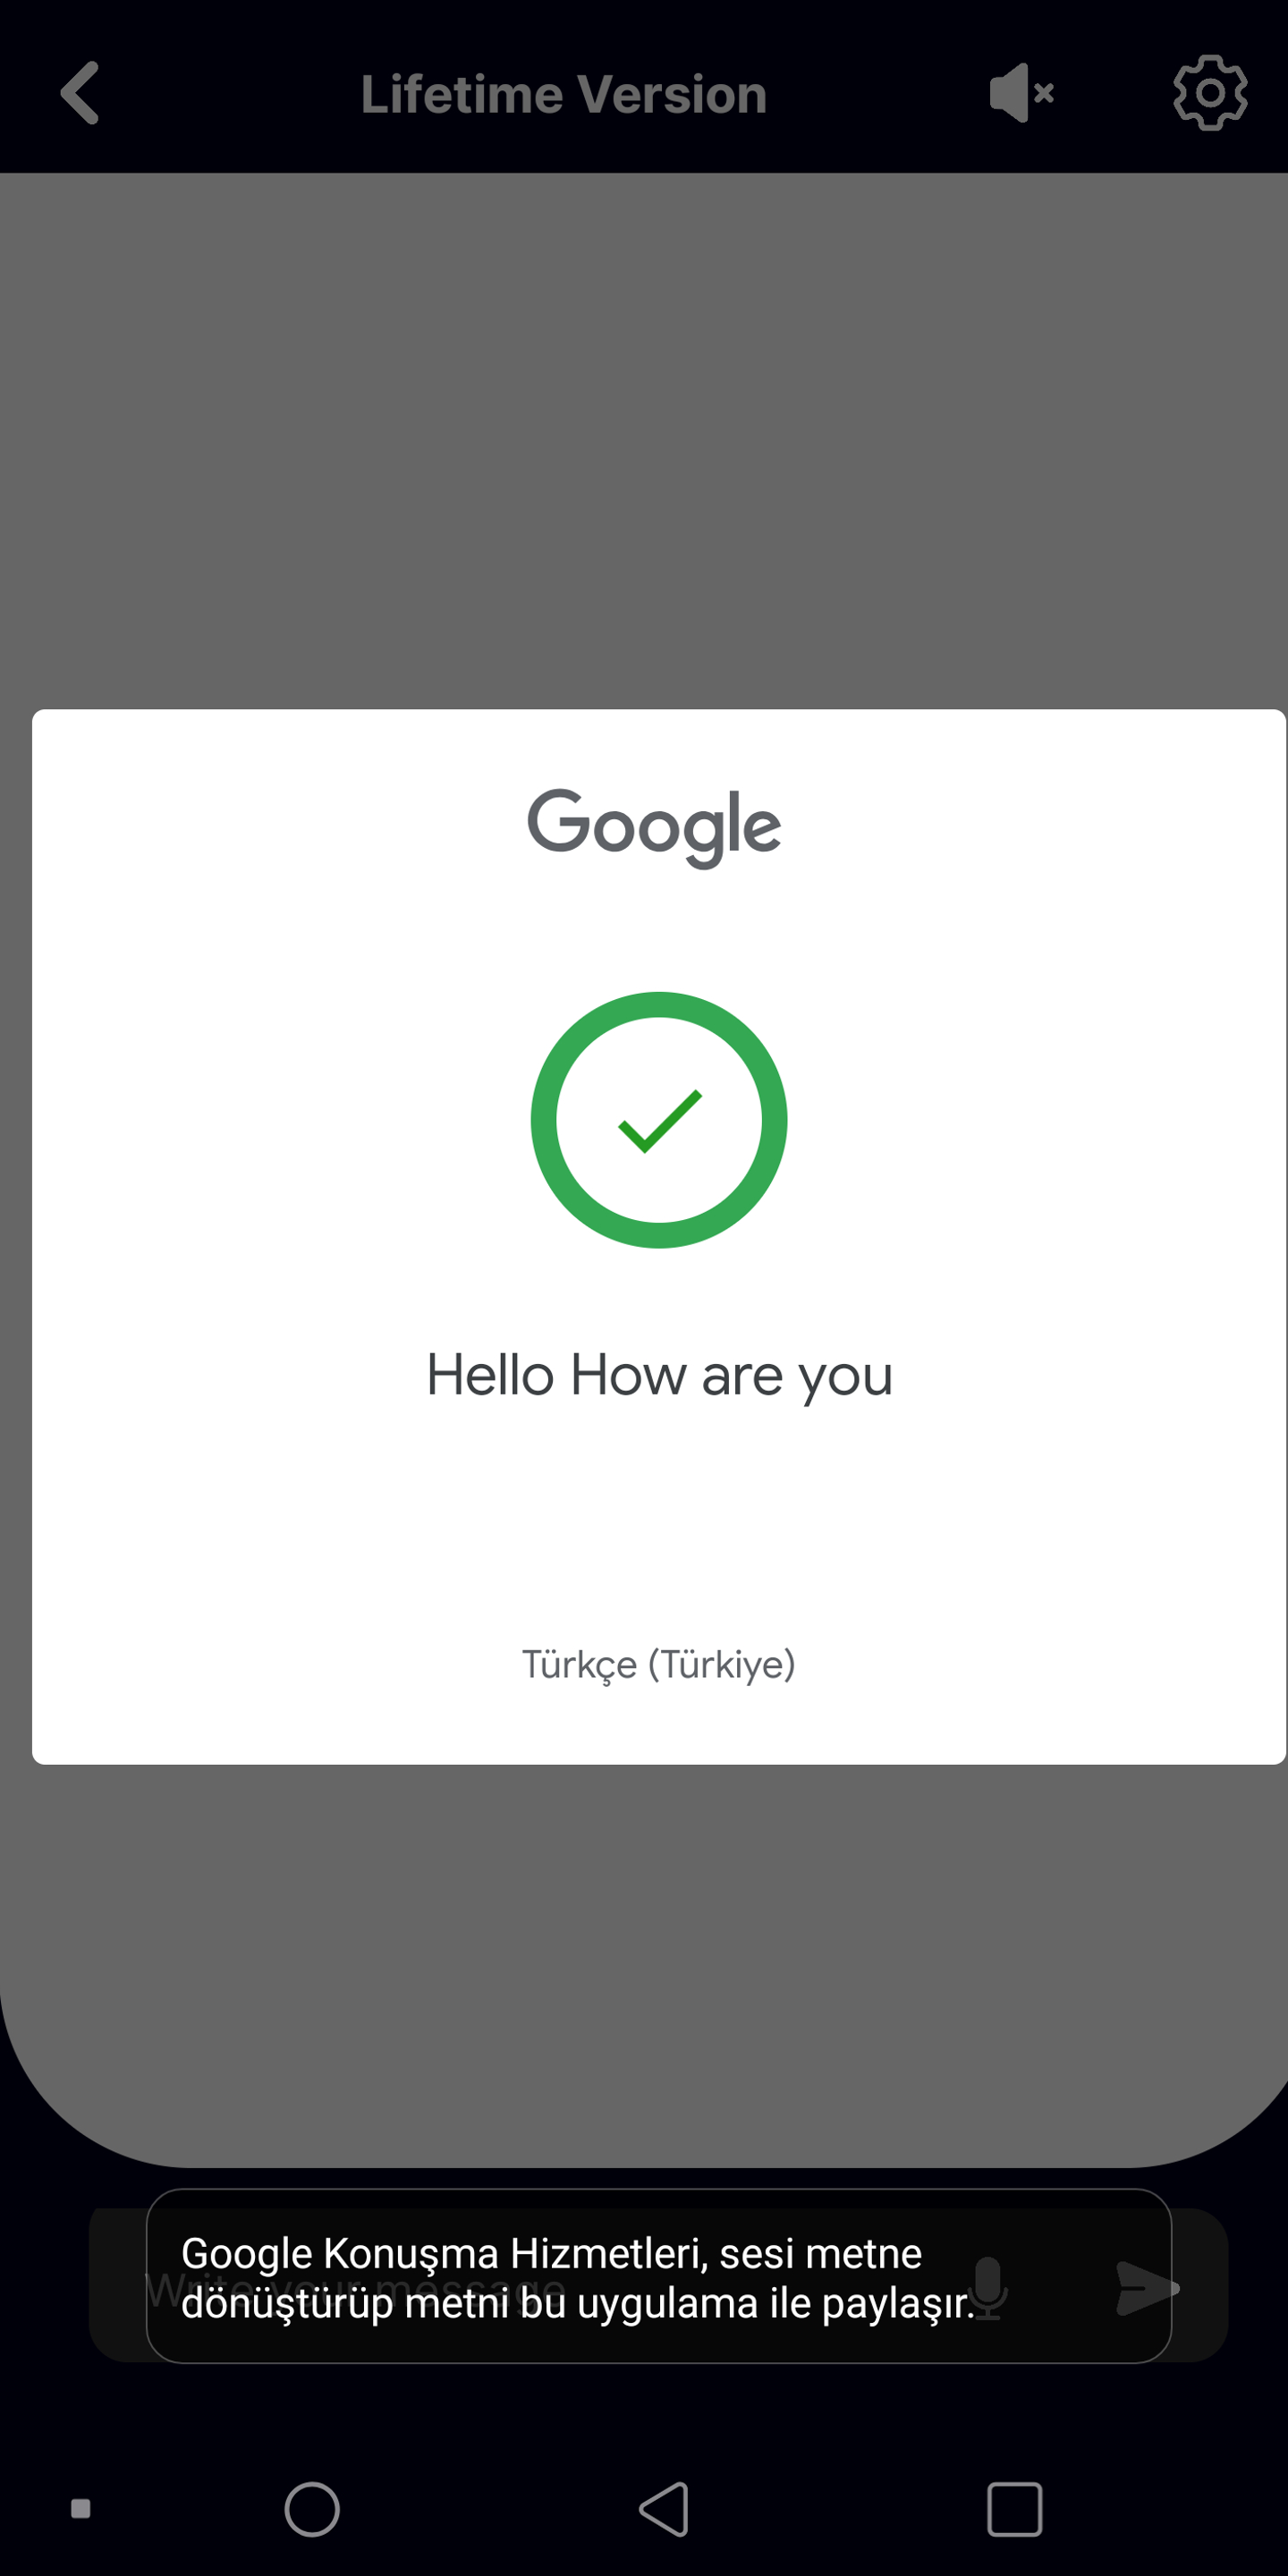 Lifetime Version
Google
Hello How are you
Türkçe (Türkiye)
Google Konuşma Hizmetleri, sesi metne
dönüştürüp metni bu uygulama ile paylaşır.
Write your message